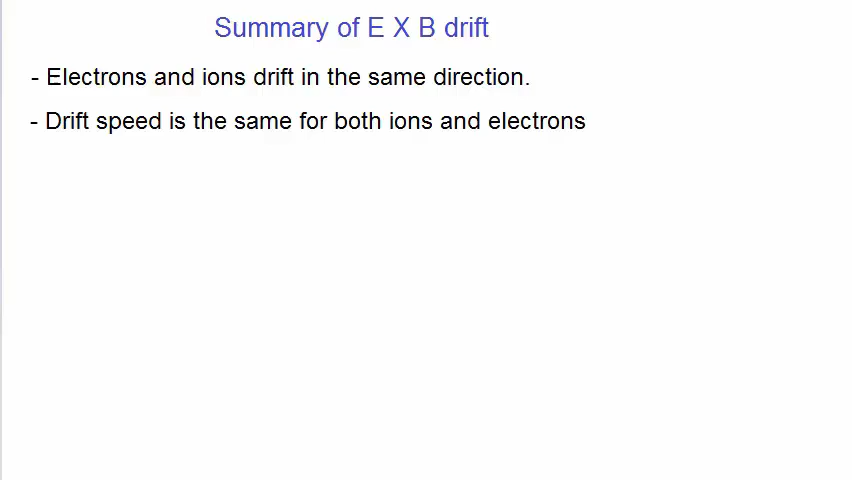 Summary of E X B drift
- Electrons and ions drift in the same direction.
- Drift speed is the same for both ions and electrons